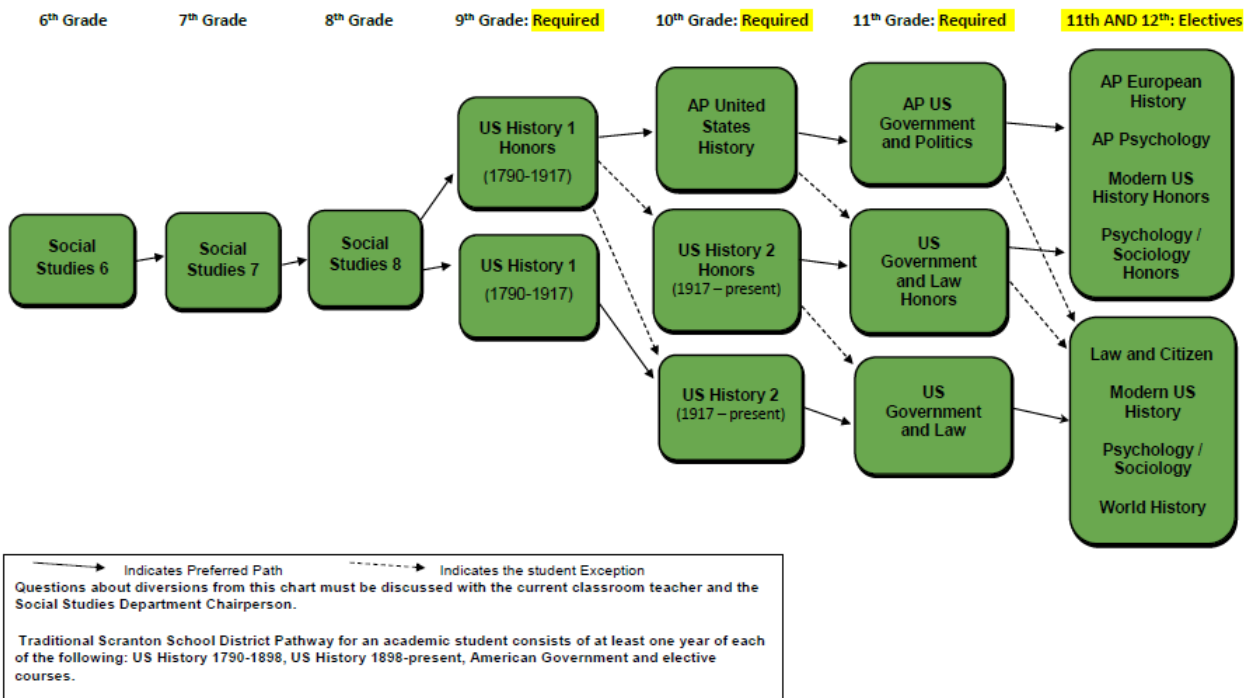 6th Grade
7th Grade
8th Grade
9th Grade: Required
10th Grade: Required
11th Grade: Required
11th AND 12th: Electives
Social
Studies 6
Social
Studies 7
Social
Studies 8
US History 1
Honors
(1790-1917)
US History 1
(1790-1917)
AP United
States
History
US History 2
Honors
(1917 – present)
US History 2
(1917 – present)
AP US
Government
and Politics
US
Government
and Law
Honors
US
Government
and Law
AP European
History
AP Psychology
Modern US
History Honors
Psychology /
Sociology
Honors
Law and Citizen
Modern US
History
Psychology /
Sociology
World History
Indicates Preferred Path
Indicates the student Exception
Questions about diversions from this chart must be discussed with the current classroom teacher and the
Social Studies Department Chairperson.
Traditional Scranton School District Pathway for an academic student consists of at least one year of each
of the following: US History 1790-1898, US History 1898-present, American Government and elective
courses.